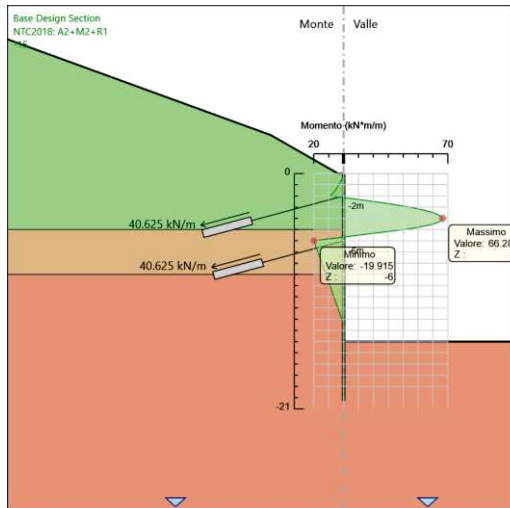 Base Design Section
NTC2018: A2+M2+R1
Monte
Valle
Momento (kN*m/m)
20
70
0
-2m
40.625 kN/m
Massimo
Valore: 66.28
Z :
Minimo
Valore: -19.915
Z : -6
40.625 kN/m
-21